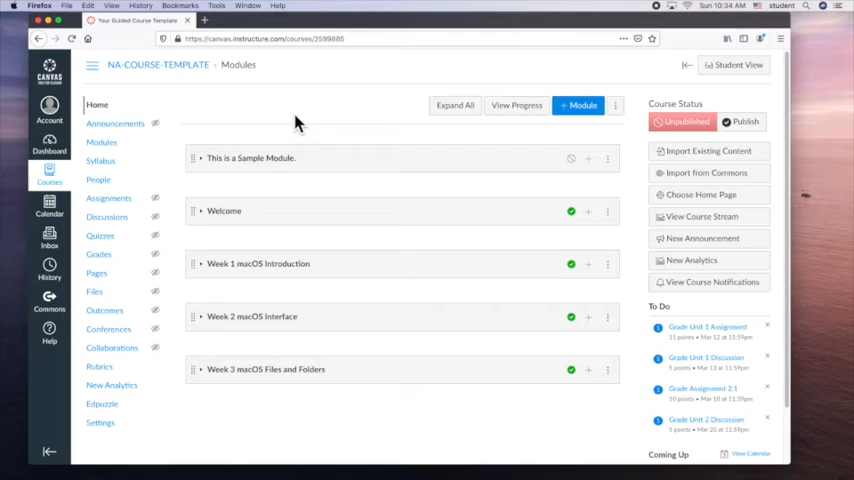 Firefox File Edit View History Bookmarks Tools Window Help
10:34 AM student
Your Guided Course Template
https://canvas.instructure.com/courses/2599885
CANVAS
Account
Dashboard
Courses
Calendar
Inbox
History
Commons
Help
NA-COURSE-TEMPLATE › Modules
Student View
Home
Announcements
Modules
Syllabus
People
Assignments
Discussions
Quizzes
Grades
Pages
Files
Outcomes
Conferences
Collaborations
Rubrics
New Analytics
Edpuzzle
Settings
Expand All View Progress + Module
This is a Sample Module.
Welcome
Week 1 macOS Introduction
Week 2 macOS Interface
Week 3 macOS Files and Folders
Course Status
Unpublished Publish
Import Existing Content
Import from Commons
Choose Home Page
View Course Stream
New Announcement
New Analytics
View Course Notifications
To Do
Grade Unit 1 Assignment
15 points • Mar 12 at 11:59pm
Grade Unit 1 Discussion
5 points • Mar 13 at 11:59pm
Grade Assignment 2.1
10 points • Mar 18 at 11:59pm
Grade Unit 2 Discussion
5 points • Mar 20 at 11:59pm
Coming Up View Calendar